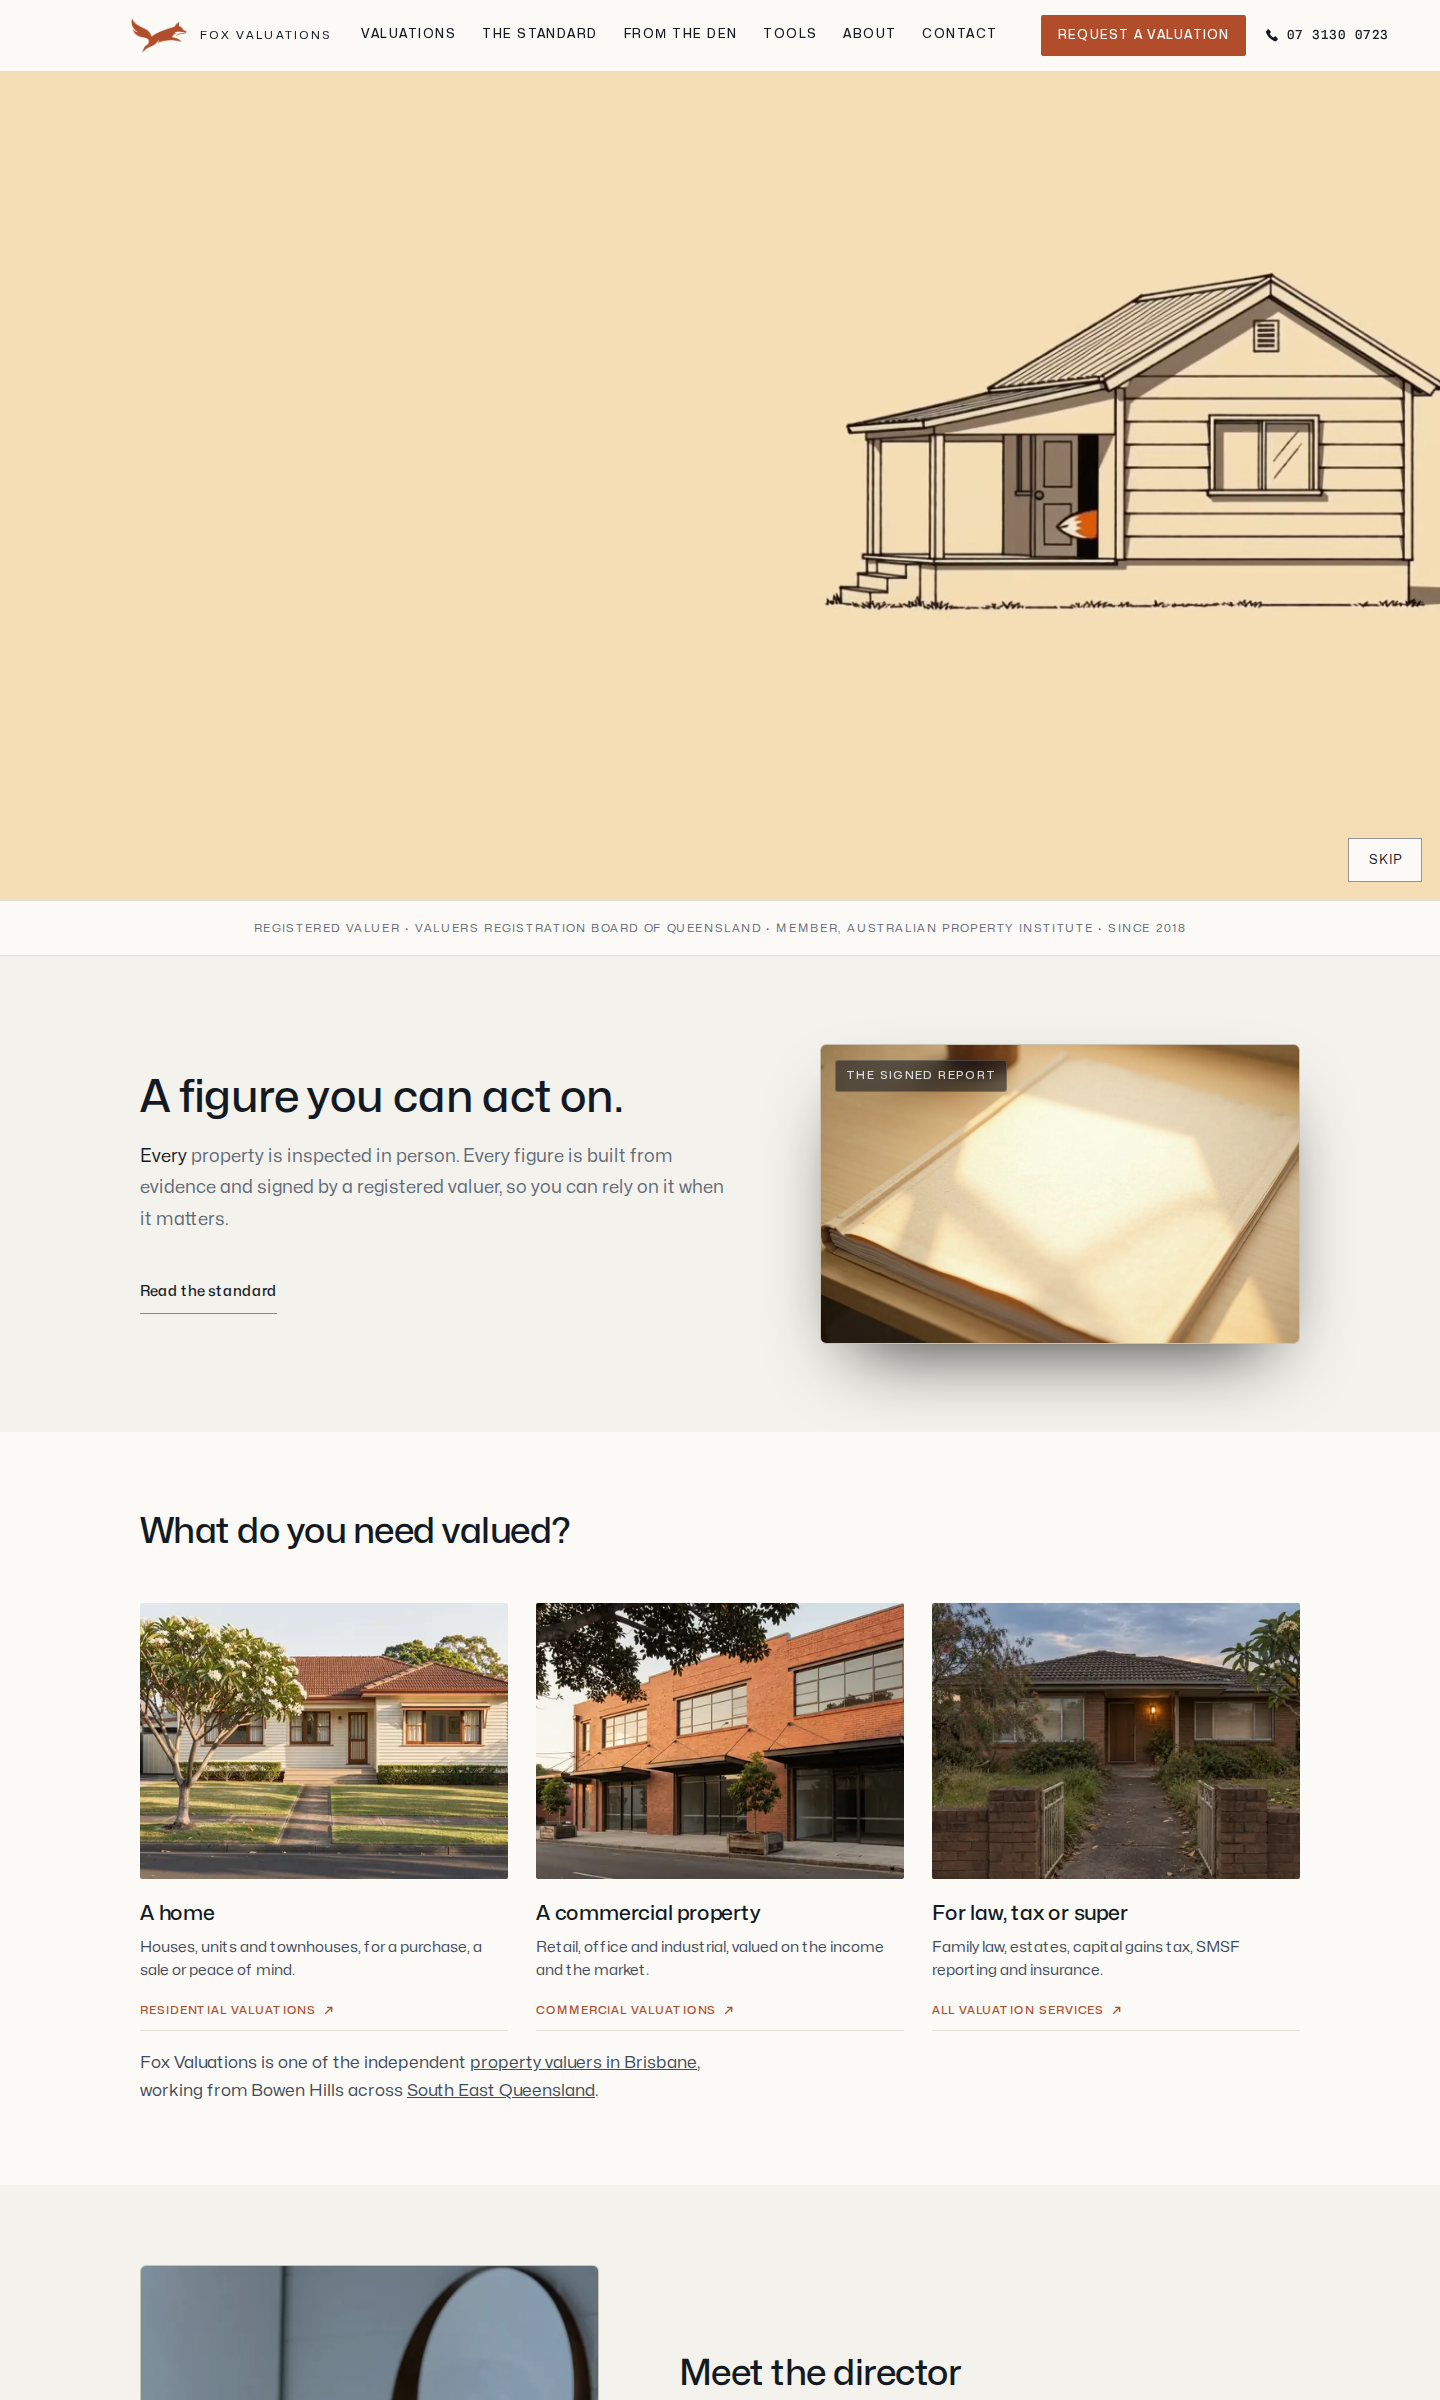 FOX VALUATIONS VALUATIONS THE STANDARD FROM THE DEN TOOLS ABOUT CONTACT REQUEST A VALUATION 07 3130 0723
SKIP
REGISTERED VALUER • VALUERS REGISTRATION BOARD OF QUEENSLAND • MEMBER, AUSTRALIAN PROPERTY INSTITUTE • SINCE 2018
A figure you can act on.
Every property is inspected in person. Every figure is built from
evidence and signed by a registered valuer, so you can rely on it when
it matters.
Read the standard
THE SIGNED REPORT
What do you need valued?
A home
Houses, units and townhouses, for a purchase, a
sale or peace of mind.
RESIDENTIAL VALUATIONS ↗
A commercial property
Retail, office and industrial, valued on the income
and the market.
COMMERCIAL VALUATIONS ↗
For law, tax or super
Family law, estates, capital gains tax, SMSF
reporting and insurance.
ALL VALUATION SERVICES ↗
Fox Valuations is one of the independent property valuers in Brisbane,
working from Bowen Hills across South East Queensland.
Meet the director